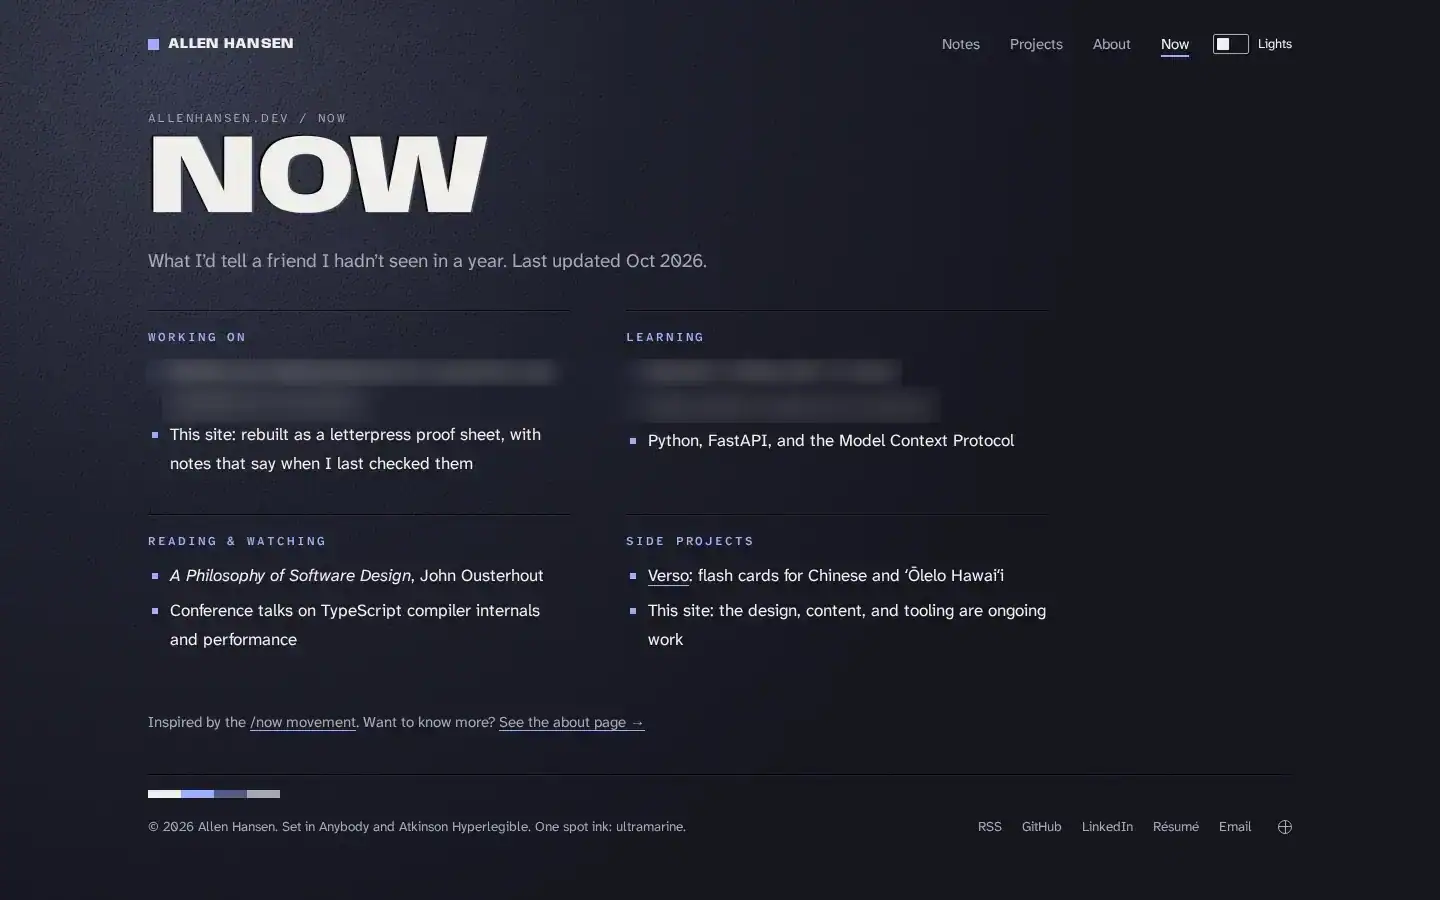 ALLEN HANSEN
Notes
Projects
About
Now
Lights
ALLENHANSEN.DEV / NOW
NOW
What I’d tell a friend I hadn’t seen in a year. Last updated Oct 2026.
WORKING ON
This site: rebuilt as a letterpress proof sheet, with
notes that say when I last checked them
LEARNING
Python, FastAPI, and the Model Context Protocol
READING & WATCHING
A Philosophy of Software Design, John Ousterhout
Conference talks on TypeScript compiler internals
and performance
SIDE PROJECTS
Verso: flash cards for Chinese and ʻŌlelo Hawaiʻi
This site: the design, content, and tooling are ongoing
work
Inspired by the /now movement. Want to know more? See the about page →
© 2026 Allen Hansen. Set in Anybody and Atkinson Hyperlegible. One spot ink: ultramarine.
RSS
GitHub
LinkedIn
Résumé
Email